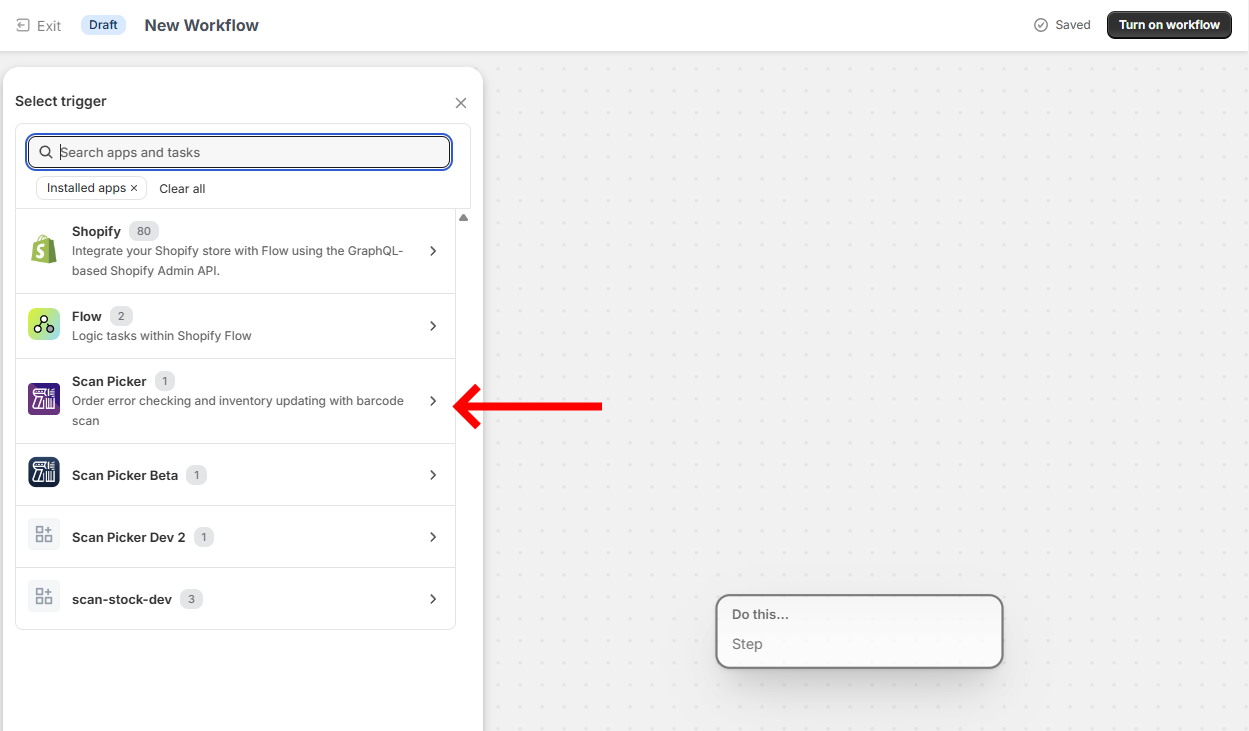 Exit
Draft
New Workflow
Saved
Turn on workflow
Select trigger
Search apps and tasks
Installed apps ×
Clear all
Shopify 80
Integrate your Shopify store with Flow using the GraphQL-
based Shopify Admin API.
Flow 2
Logic tasks within Shopify Flow
Scan Picker 1
Order error checking and inventory updating with barcode
scan
Scan Picker Beta 1
Scan Picker Dev 2 1
scan-stock-dev 3
Do this...
Step